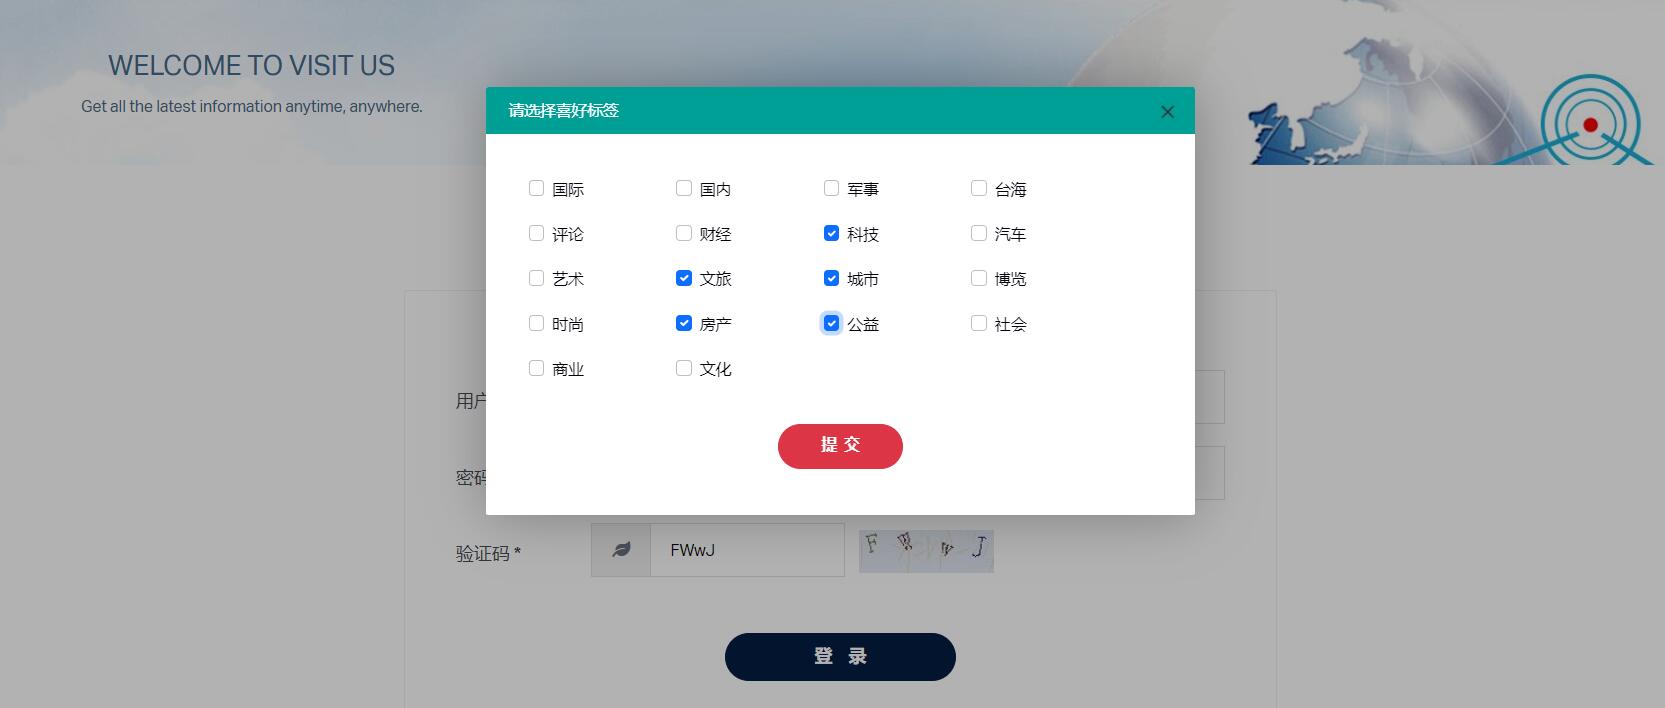 WELCOME TO VISIT US
Get all the latest information anytime, anywhere.
请选择喜好标签
国际 国内 军事 台海
评论 财经 科技 汽车
艺术 文旅 城市 博览
时尚 房产 公益 社会
商业 文化
提 交
用户
密码
验证码 * FWwJ FWwJ
登 录